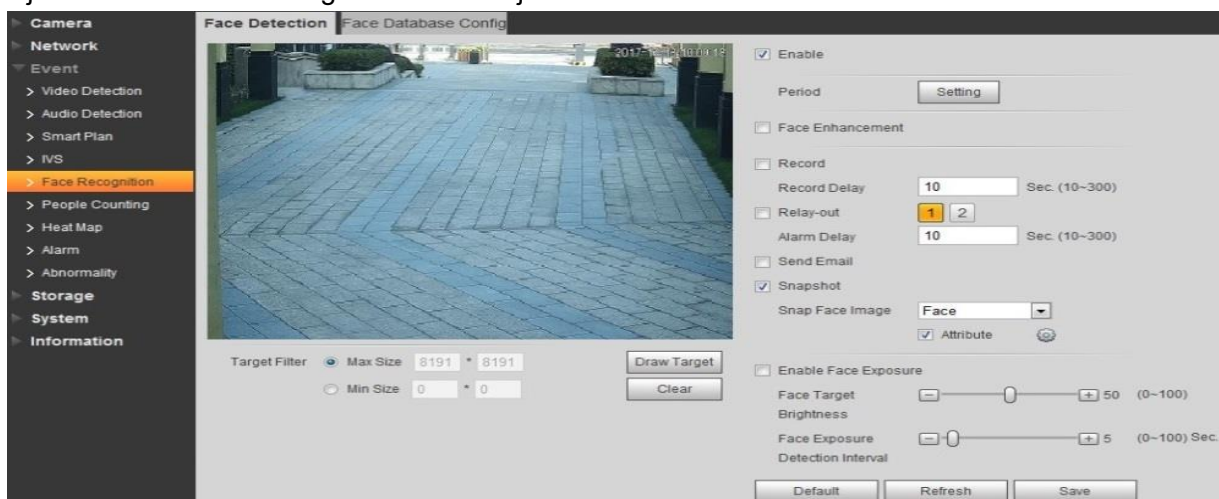 Camera
Network
Event
> Video Detection
> Audio Detection
> Smart Plan
> IVS
> Face Recognition
> People Counting
> Heat Map
> Alarm
> Abnormality
Storage
System
Information
Face Detection Face Database Config
Target Filter Max Size 8191 * 8191 Draw Target
Min Size 0 * 0 Clear
Enable
Period Setting
Face Enhancement
Record
Record Delay 10 Sec. (10~300)
Relay-out 1 2
Alarm Delay 10 Sec. (10~300)
Send Email
Snapshot
Snap Face Image Face
Attribute
Enable Face Exposure
Face Target Brightness - + 50 (0~100)
Face Exposure Detection Interval - + 5 (0~100) Sec.
Default Refresh Save